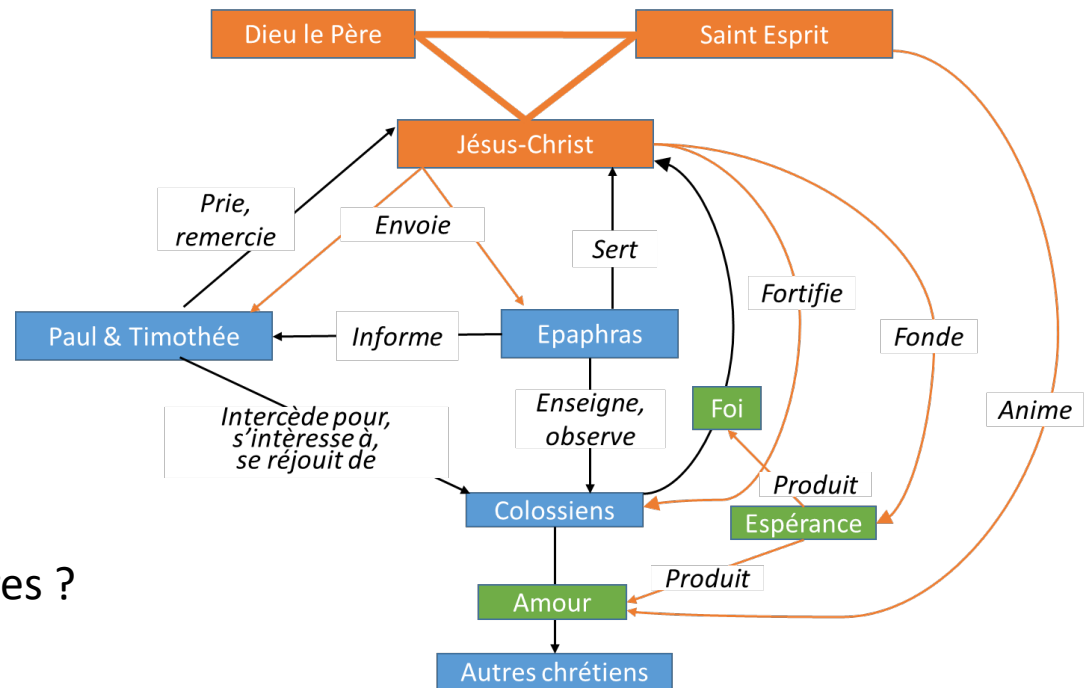 Dieu le Père
Saint Esprit
Jésus-Christ
Prie,
remercie
Envoie
Sert
Fortifie
Paul & Timothée
Informe
Epaphras
Fonde
Intercède pour,
s'intèresse à,
se réjouit de
Enseigne,
observe
Foi
Anime
Produit
Colossiens
Espérance
Produit
es ?
Amour
Autres chrétiens